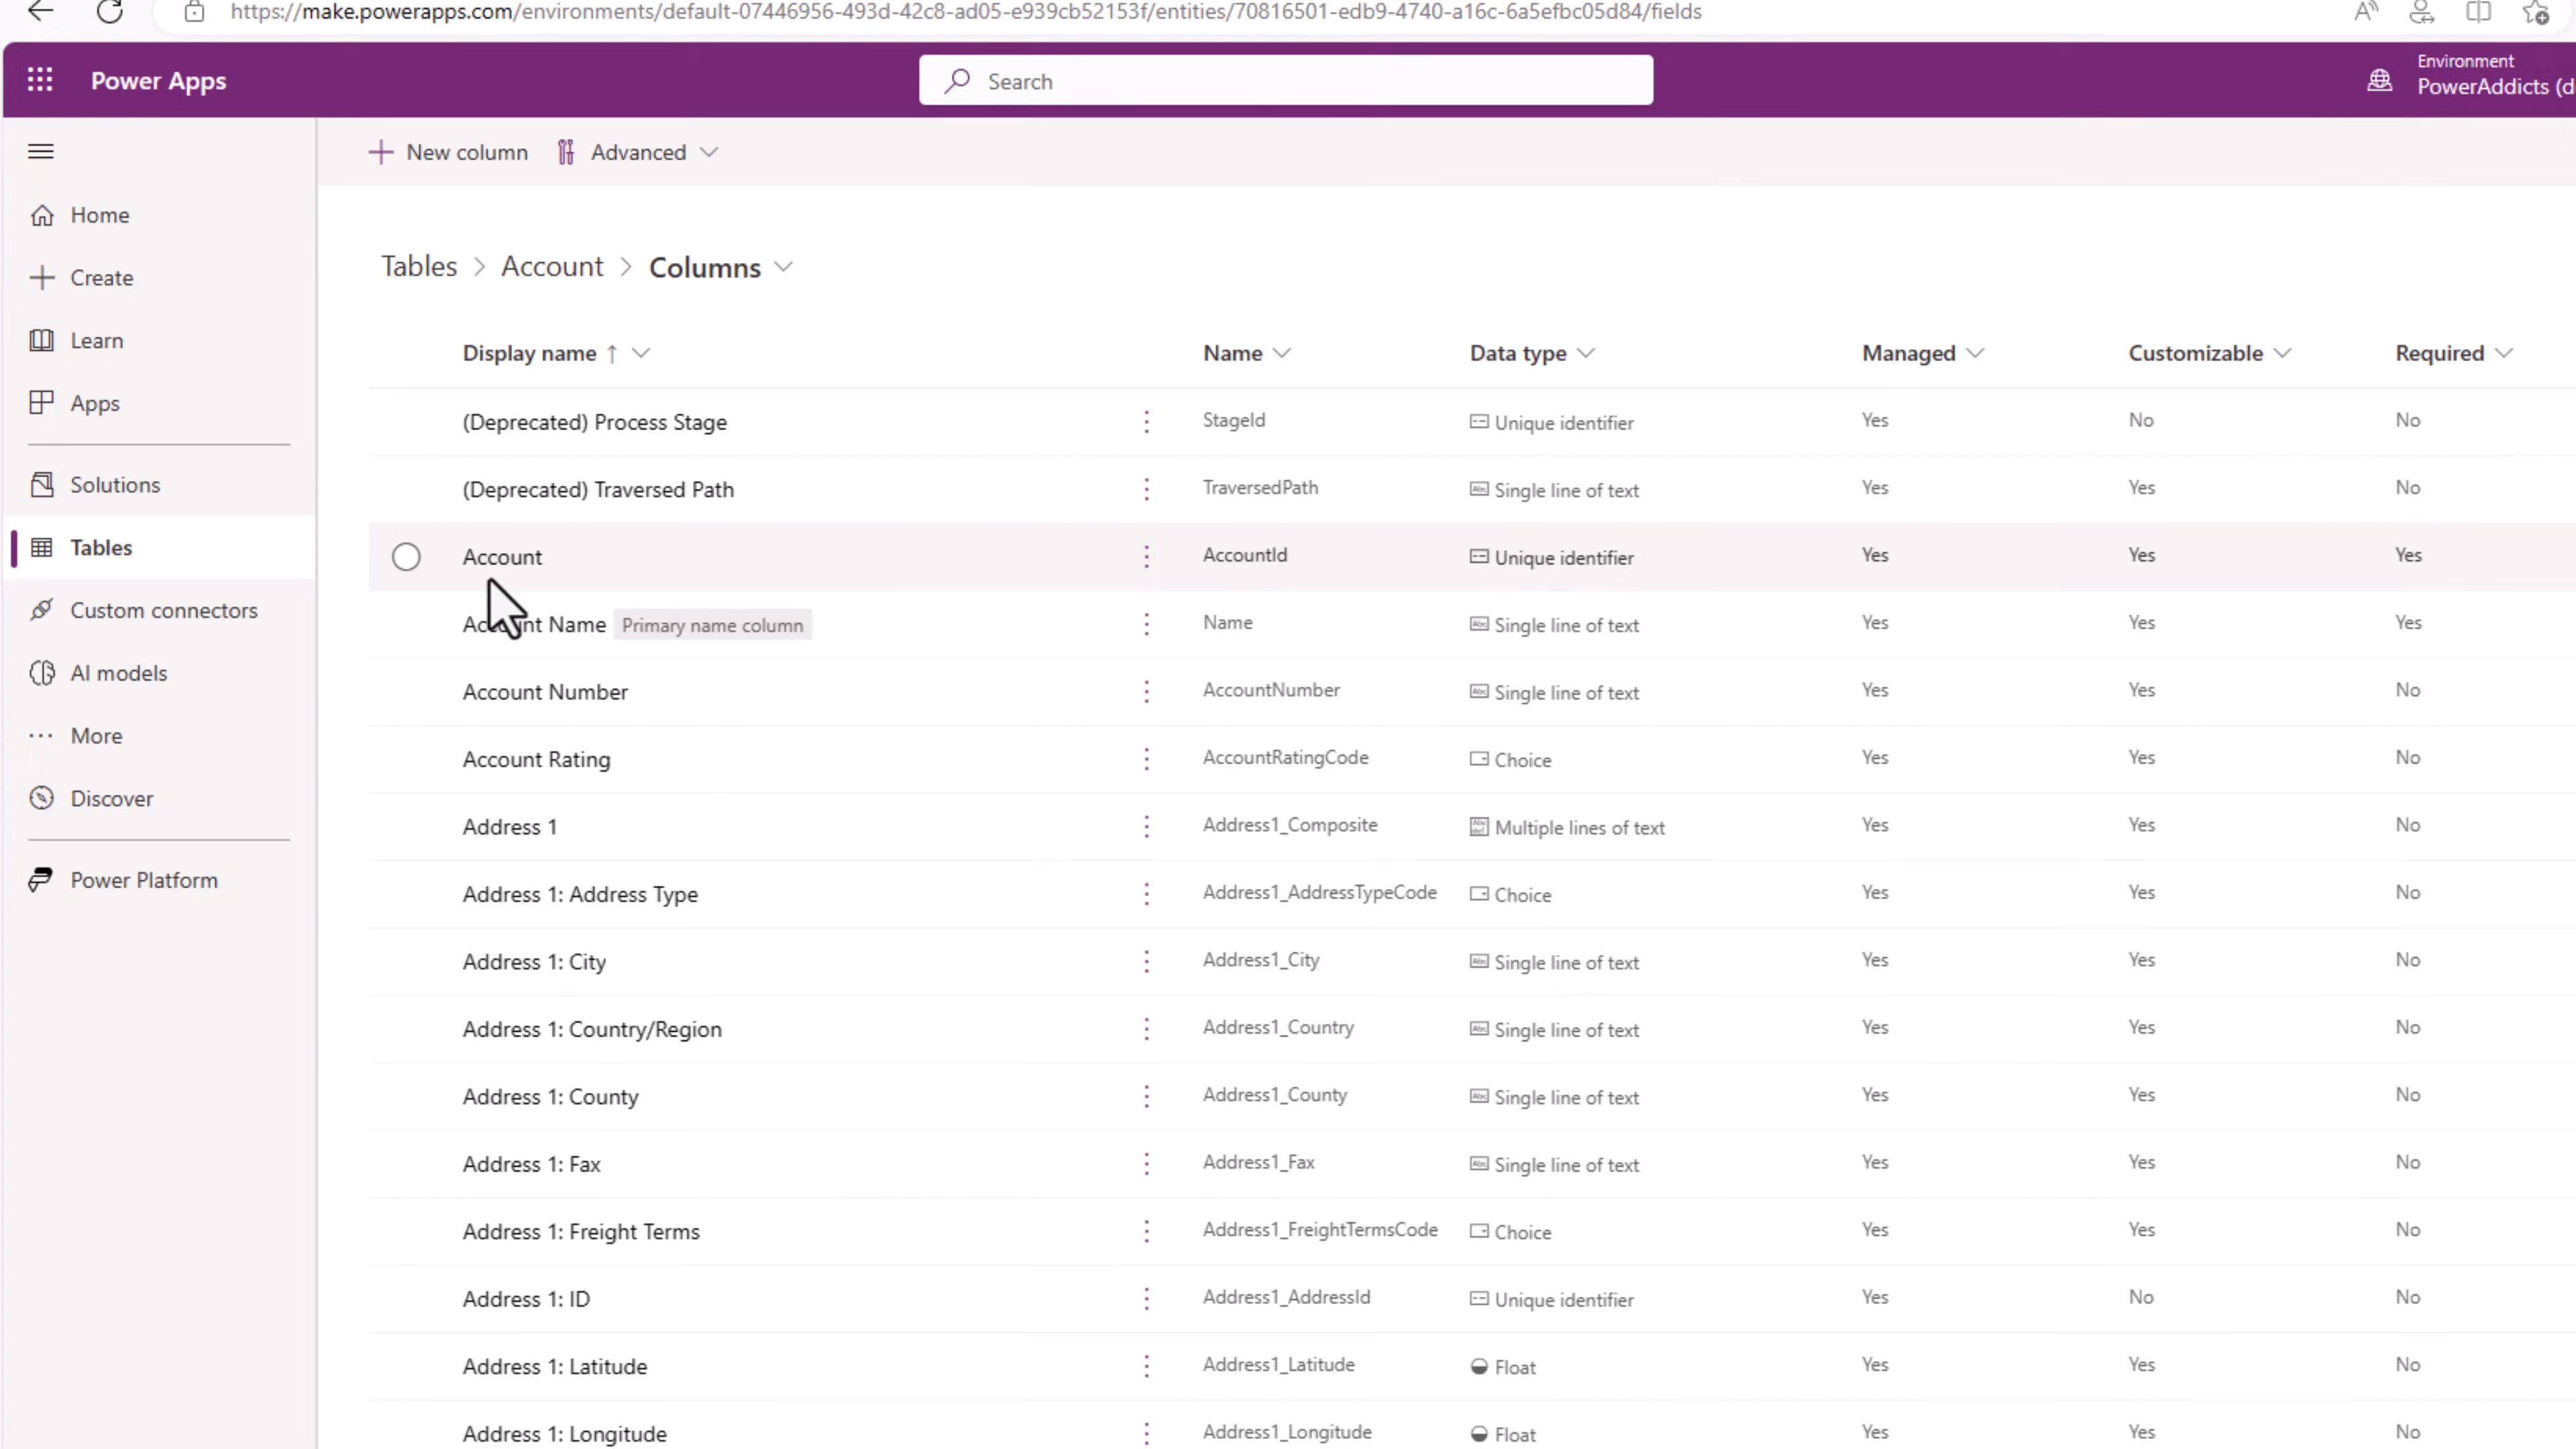 https://make.powerapps.com/environments/default-07446956-493d-42c8-ad05-e939cb52153f/entities/70816501-edb9-4740-a16c-6a5efbc05d84/fields
Power Apps
Search
Environment
PowerAddicts (d
New column
Advanced
Home
Create
Learn
Apps
Solutions
Tables
Custom connectors
AI models
More
Discover
Power Platform
Tables > Account > Columns
Display name ↑ Name Data type Managed Customizable Required
(Deprecated) Process Stage StageId Unique identifier Yes No No
(Deprecated) Traversed Path TraversedPath Single line of text Yes Yes No
Account AccountId Unique identifier Yes Yes Yes
Account Name Primary name column Name Single line of text Yes Yes Yes
Account Number AccountNumber Single line of text Yes Yes No
Account Rating AccountRatingCode Choice Yes Yes No
Address 1 Address1_Composite Multiple lines of text Yes Yes No
Address 1: Address Type Address1_AddressTypeCode Choice Yes Yes No
Address 1: City Address1_City Single line of text Yes Yes No
Address 1: Country/Region Address1_Country Single line of text Yes Yes No
Address 1: County Address1_County Single line of text Yes Yes No
Address 1: Fax Address1_Fax Single line of text Yes Yes No
Address 1: Freight Terms Address1_FreightTermsCode Choice Yes Yes No
Address 1: ID Address1_AddressId Unique identifier Yes No No
Address 1: Latitude Address1_Latitude Float Yes Yes No
Address 1: Longitude Address1_Longitude Float Yes Yes No